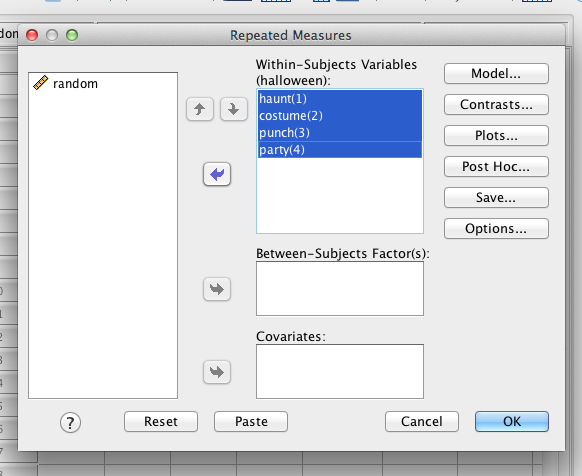 Repeated Measures
random
Within-Subjects Variables
(halloween):
haunt(1)
costume(2)
punch(3)
party(4)
Model...
Contrasts...
Plots...
Post Hoc...
Save...
Options...
Between-Subjects Factor(s):
Covariates:
?
Reset
Paste
Cancel
OK